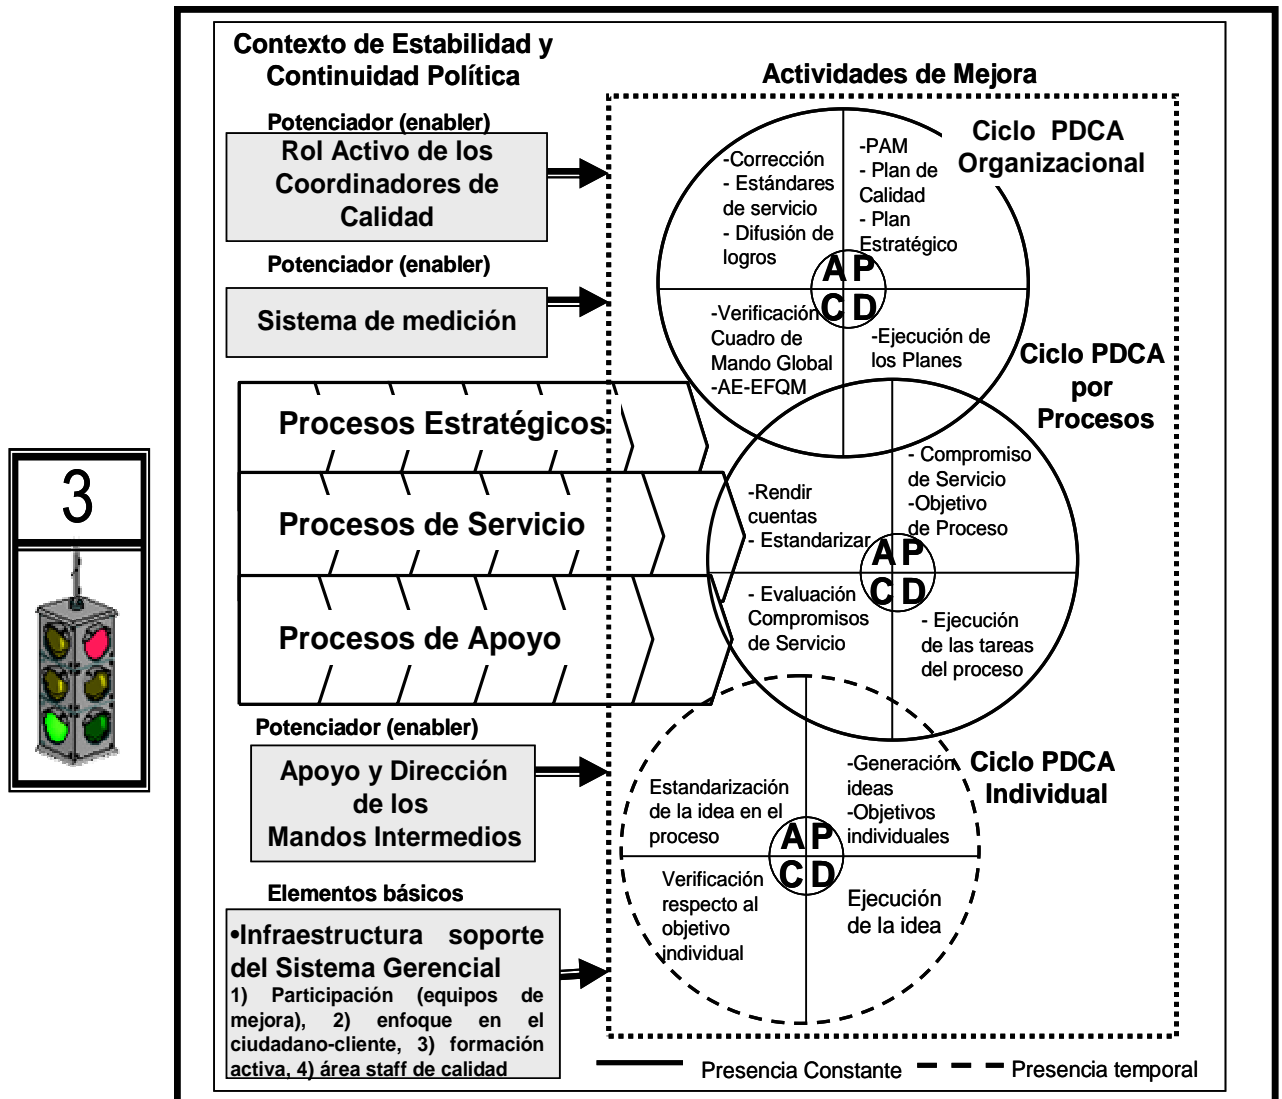 3
Contexto de Estabilidad y
Continuidad Política
Potenciador (enabler)
Rol Activo de los
Coordinadores de
Calidad
Potenciador (enabler)
Sistema de medición
Procesos Estratégicos
Procesos de Servicio
Procesos de Apoyo
Potenciador (enabler)
Apoyo y Dirección
de los
Mandos Intermedios
Elementos básicos
•Infraestructura soporte
del Sistema Gerencial
1) Participación (equipos de
mejora), 2) enfoque en el
ciudadano-cliente, 3) formación
activa, 4) área staff de calidad
Actividades de Mejora
Ciclo PDCA
Organizacional
-Corrección
- Estándares
de servicio
- Difusión de
logros
-PAM
- Plan de
Calidad
- Plan
Estratégico
A P
C D
-Verificación
Cuadro de
Mando Global
-AE-EFQM
-Ejecución de
los Planes
Ciclo PDCA
por
Procesos
-Rendir
cuentas
- Estandarizar
- Compromiso
de Servicio
-Objetivo
de Proceso
A P
C D
- Evaluación
Compromisos
de Servicio
- Ejecución
de las tareas
del proceso
Ciclo PDCA
Individual
Estandarización
de la idea en el
proceso
-Generación
ideas
-Objetivos
individuales
A P
C D
Verificación
respecto al
objetivo
individual
Ejecución
de la idea
Presencia Constante
Presencia temporal